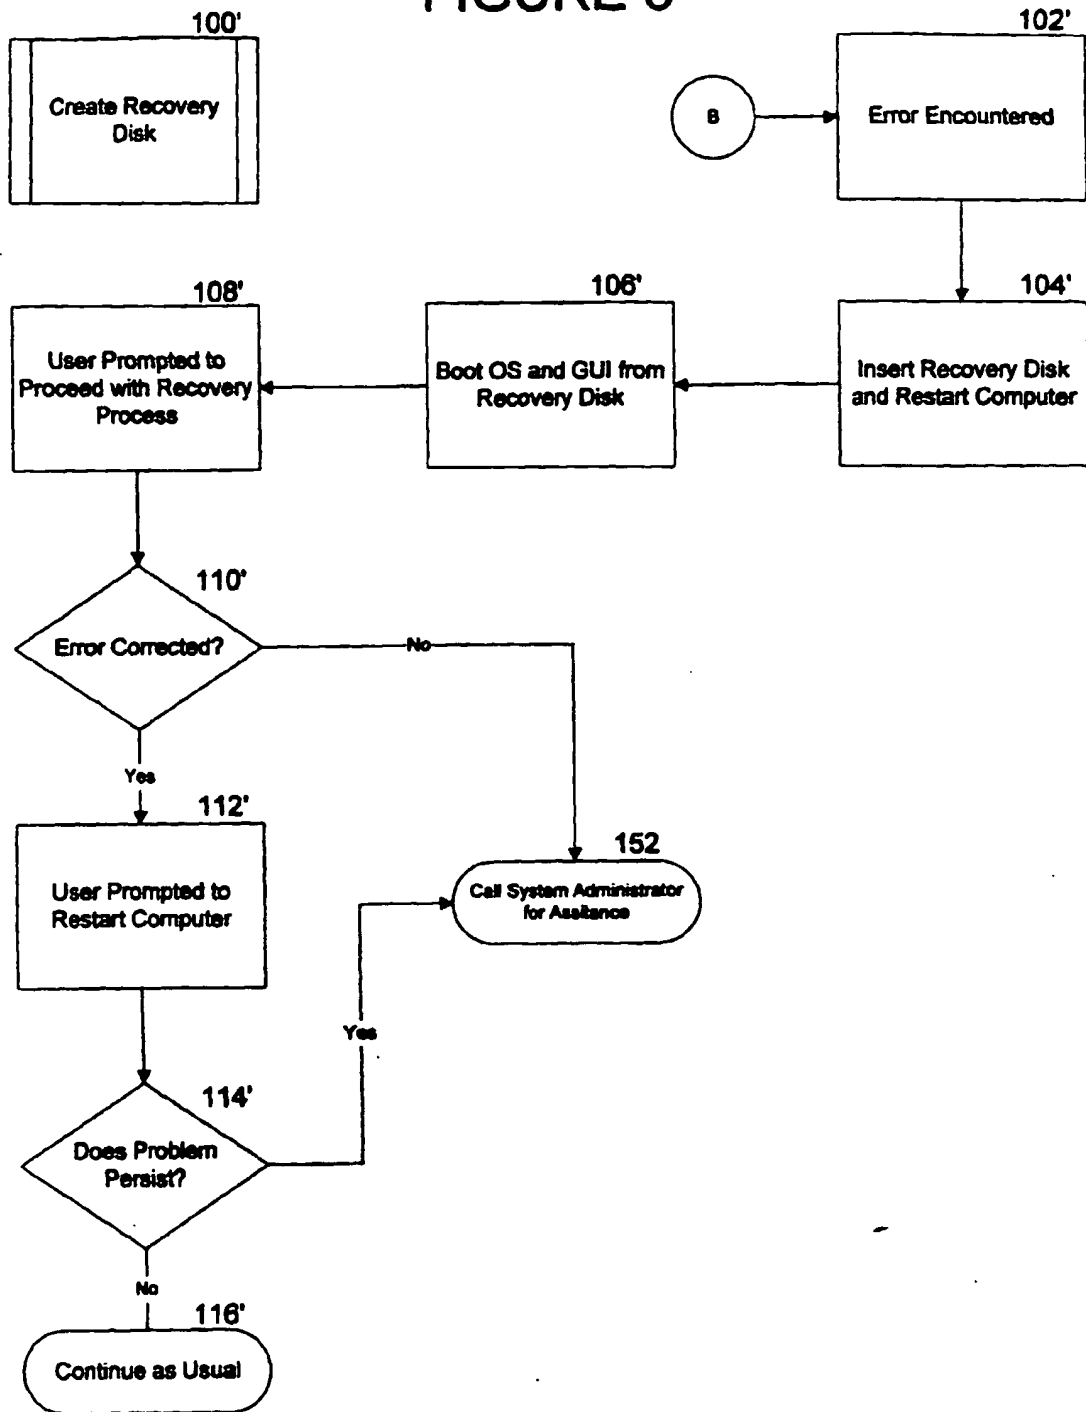 100'
102'
Create Recovery
Disk
B
Error Encountered
108'
106'
104'
User Prompted to
Proceed with Recovery
Process
Boot OS and GUI from
Recovery Disk
Insert Recovery Disk
and Restart Computer
110'
Error Corrected?
No
Yes
112'
152
User Prompted to
Restart Computer
Call System Administrator
for Assitance
Yes
114'
Does Problem
Persist?
No
116'
Continue as Usual